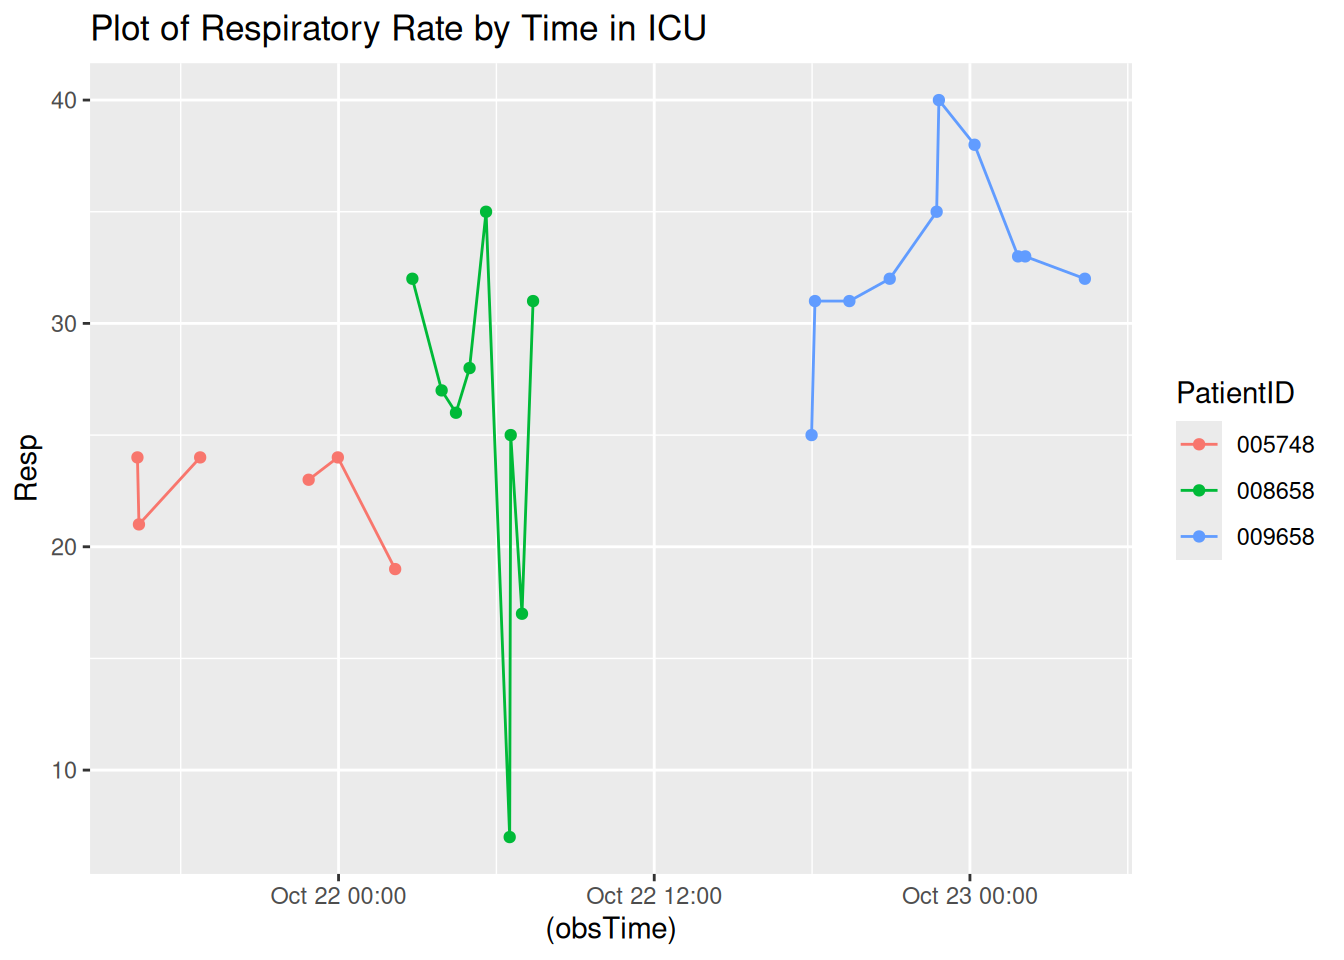 Plot of Respiratory Rate by Time in ICU
40
30
20
10
Resp
Oct 22 00:00
Oct 22 12:00
Oct 23 00:00
(obsTime)
PatientID
005748
008658
009658